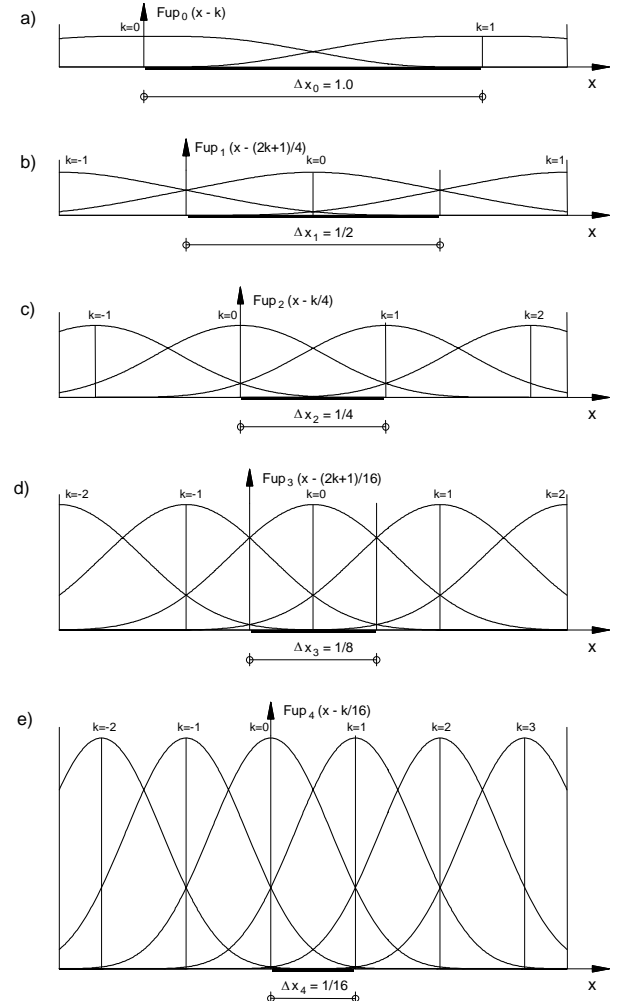 a) Fup0 (x - k)
k=0 k=1
x
Δx0 = 1.0
b) Fup1 (x - (2k+1)/4)
k=-1 k=0 k=1
x
Δx1 = 1/2
c) Fup2 (x - k/4)
k=-1 k=0 k=1 k=2
x
Δx2 = 1/4
d) Fup3 (x - (2k+1)/16)
k=-2 k=-1 k=0 k=1 k=2
x
Δx3 = 1/8
e) Fup4 (x - k/16)
k=-2 k=-1 k=0 k=1 k=2 k=3
x
Δx4 = 1/16